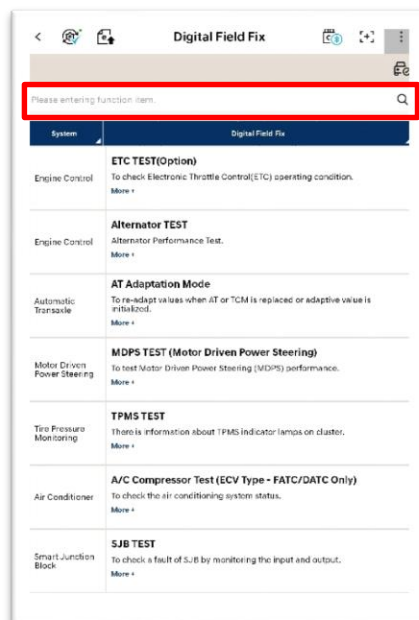 Digital Field Fix
Please entering function item.
System
Digital Field Fix
Engine Control
ETC TEST(Option)
To check Electronic Throttle Control(ETC) operating condition.
More +
Engine Control
Alternator TEST
Alternator Performance Test.
More +
Automatic
Transaxle
AT Adaptation Mode
To re-adapt values when AT or TCM is replaced or adaptive value is
initialized.
More +
Motor Driven
Power Steering
MDPS TEST (Motor Driven Power Steering)
To test Motor Driven Power Steering (MDPS) performance.
More +
Tire Pressure
Monitoring
TPMS TEST
There is information about TPMS indicator lamps on cluster.
More +
Air Conditioner
A/C Compressor Test (ECV Type - FATC/DATC Only)
To check the air conditioning system status.
More +
Smart Junction
Block
SJB TEST
To check a fault of SJB by monitoring the input and output.
More +